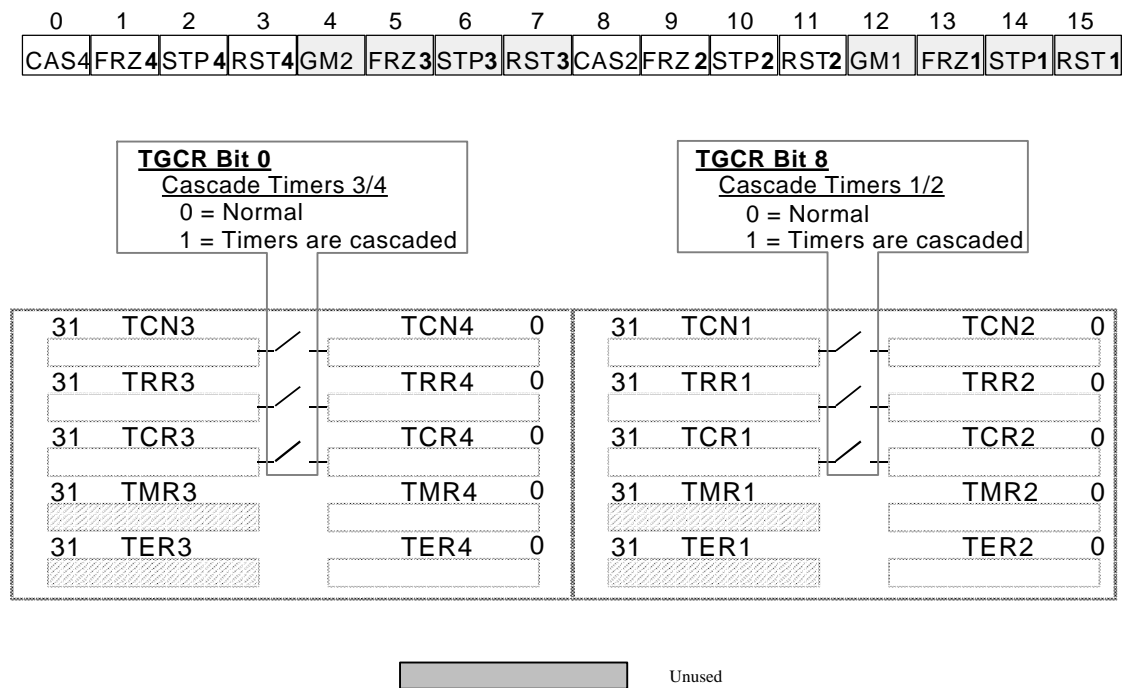 0 1 2 3 4 5 6 7 8 9 10 11 12 13 14 15
CAS4 FRZ4 STP4 RST4 GM2 FRZ3 STP3 RST3 CAS2 FRZ2 STP2 RST2 GM1 FRZ1 STP1 RST1
TGCR Bit 0
Cascade Timers 3/4
0 = Normal
1 = Timers are cascaded
TGCR Bit 8
Cascade Timers 1/2
0 = Normal
1 = Timers are cascaded
31 TCN3 TCN4 0 31 TCN1 TCN2 0
31 TRR3 TRR4 0 31 TRR1 TRR2 0
31 TCR3 TCR4 0 31 TCR1 TCR2 0
31 TMR3 TMR4 0 31 TMR1 TMR2 0
31 TER3 TER4 0 31 TER1 TER2 0
Unused